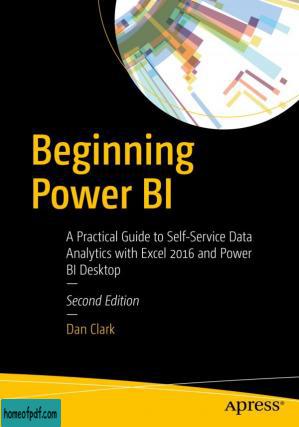 Beginning
Power BI
A Practical Guide to Self-Service Data
Analytics with Excel 2016 and Power
BI Desktop
—
Second Edition
—
Dan Clark
homeofpdf.com
Apress®